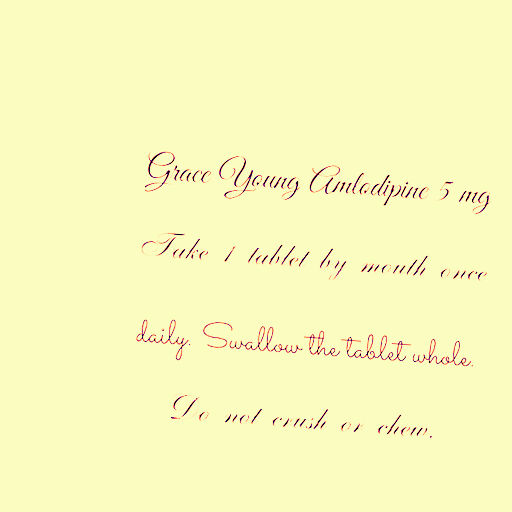 Grace Young Amlodipine 5 mg
Take 1 tablet by mouth once
daily. Swallow the tablet whole.
Do not crush or chew.